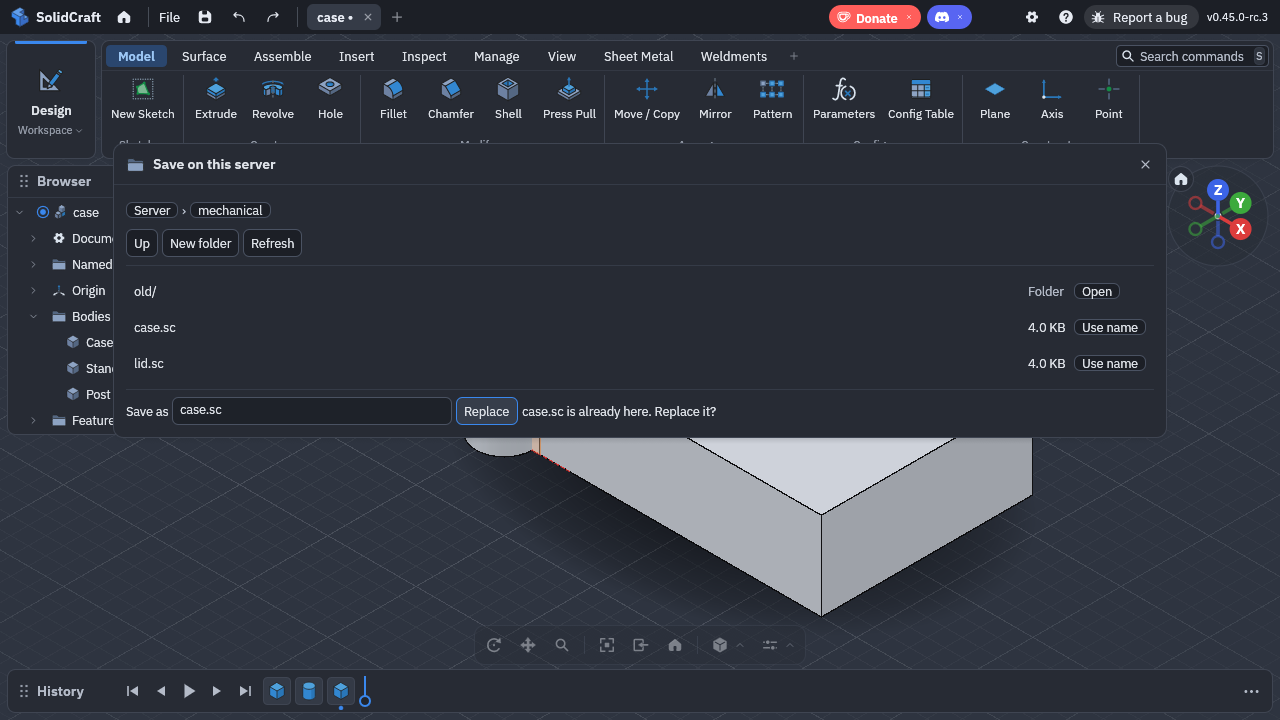 SolidCraft
File
case •
Donate
Report a bug
v0.45.0-rc.3
Design
Workspace
Model
Surface
Assemble
Insert
Inspect
Manage
View
Sheet Metal
Weldments
Search commands
S
New Sketch
Extrude
Revolve
Hole
Fillet
Chamfer
Shell
Press Pull
Move / Copy
Mirror
Pattern
Parameters
Config Table
Plane
Axis
Point
Browser
case
Docum
Named
Origin
Bodies
Case
Stand
Post
Feature
Save on this server
Server › mechanical
Up New folder Refresh
old/ Folder Open
case.sc 4.0 KB Use name
lid.sc 4.0 KB Use name
Save as case.sc Replace case.sc is already here. Replace it?
Z
Y
X
History